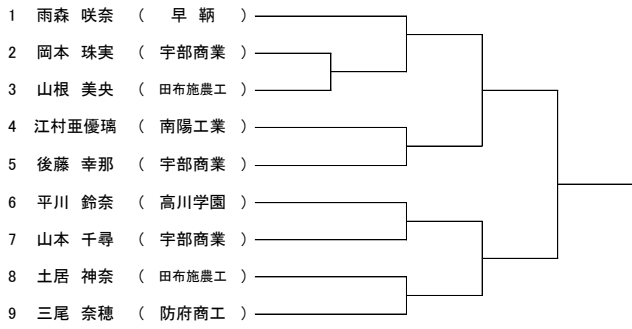 1 雨森 咲奈 ( 早 鞆 )
2 岡本 珠実 ( 宇部商業 )
3 山根 美央 ( 田布施農工 )
4 江村亜優璃 ( 南陽工業 )
5 後藤 幸那 ( 宇部商業 )
6 平川 鈴奈 ( 高川学園 )
7 山本 千尋 ( 宇部商業 )
8 土居 神奈 ( 田布施農工 )
9 三尾 奈穂 ( 防府商工 )